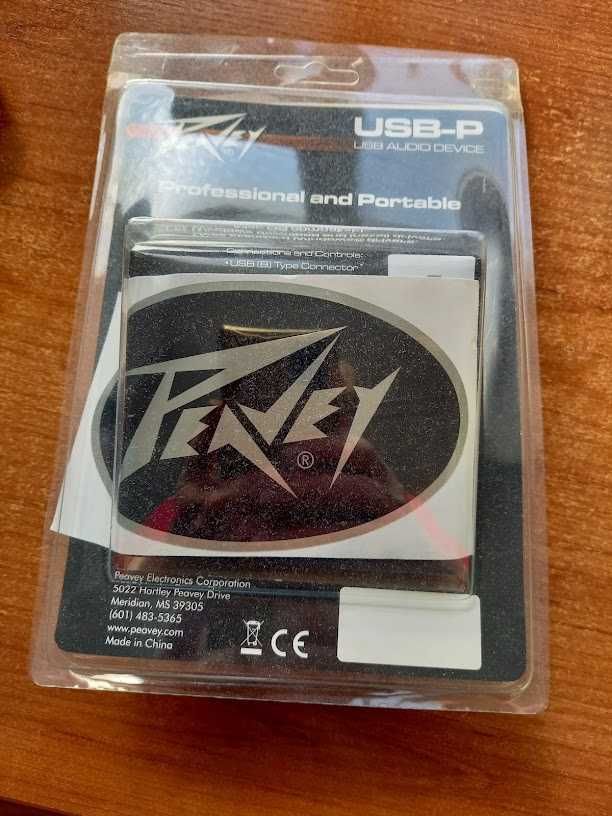 PEAVEY
USB-P
USB AUDIO DEVICE
Professional and Portable
Connections and Controls:
• USB (B) Type Connector
PEAVEY
®
Peavey Electronics Corporation
5022 Hartley Peavey Drive
Meridian, MS 39305
(601) 483-5365
www.peavey.com
Made in China
CE